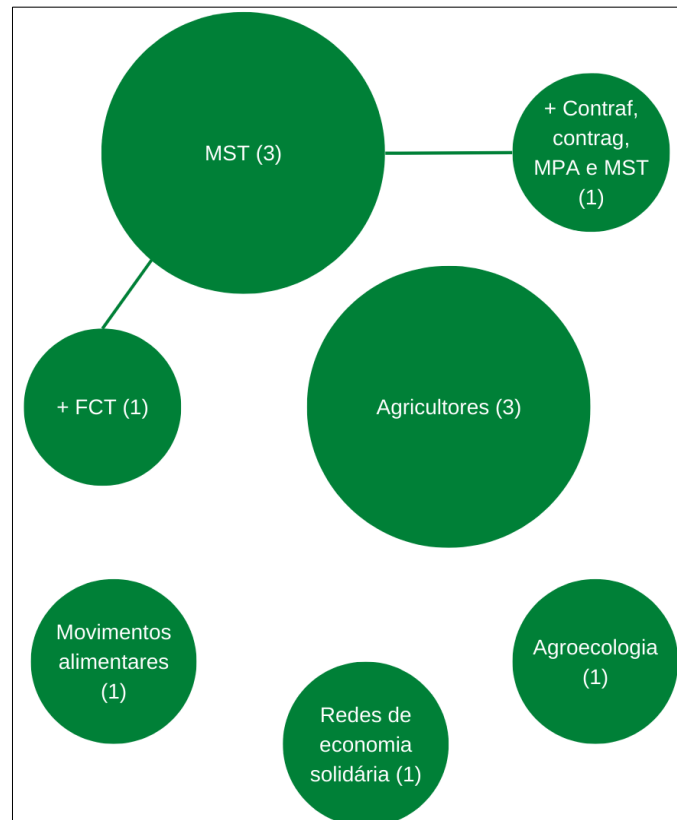 MST (3)
+ Contraf,
contrag,
MPA e MST
(1)
+ FCT (1)
Agricultores (3)
Movimentos
alimentares
(1)
Agroecologia
(1)
Redes de
economia
solidária (1)